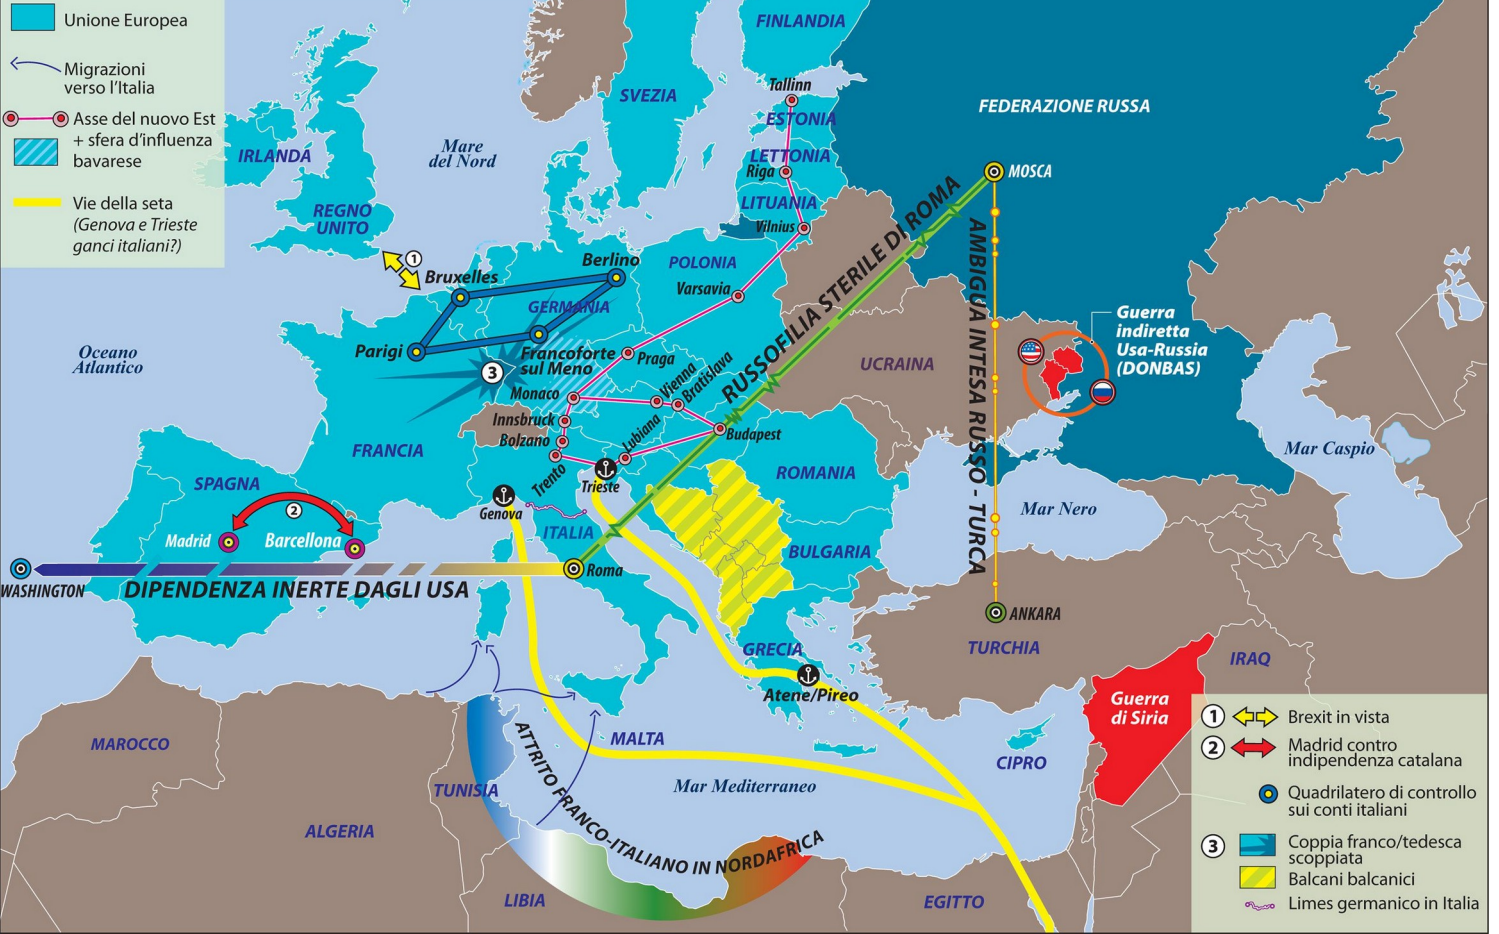 Unione Europea
Migrazioni
verso l'Italia
Asse del nuovo Est
+ sfera d'influenza
bavarese
Vie della seta
(Genova e Trieste
ganci italiani?)
FINLANDIA
SVEZIA
Tallinn
ESTONIA
LETTONIA
Riga
LITUANIA
Vilnius
FEDERAZIONE RUSSA
MOSCA
Mare
del Nord
IRLANDA
REGNO
UNITO
1
Bruxelles
Berlino
POLONIA
Varsavia
GERMANIA
Parigi
Francoforte
sul Meno
3
Praga
Monaco
Vienna
Bratislava
Innsbruck
Bolzano
Trento
Lubiano
Budapest
Trieste
Genova
Oceano
Atlantico
FRANCIA
SPAGNA
2
Madrid
Barcellona
ITALIA
Roma
WASHINGTON
DIPENDENZA INERTE DAGLI USA
RUSSOFILIA STERILE DI ROMA
AMBIGUA INTESA RUSSO - TURCA
UCRAINA
Guerra
indiretta
Usa-Russia
(DONBAS)
ROMANIA
BULGARIA
Mar Nero
Mar Caspio
ANKARA
TURCHIA
GRECIA
Atene/Pireo
IRAQ
Guerra
di Siria
CIPRO
MALTA
Mar Mediterraneo
ATTRITO FRANCO-ITALIANO IN NORDAFRICA
MAROCCO
ALGERIA
TUNISIA
LIBIA
EGITTO
1
Brexit in vista
2
Madrid contro
indipendenza catalana
Quadrilatero di controllo
sui conti italiani
3
Coppia franco/tedesca
scoppiata
Balcani balcanici
Limes germanico in Italia